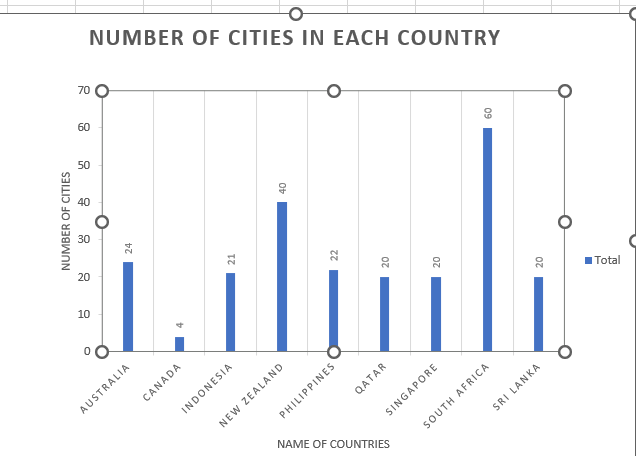 NUMBER OF CITIES IN EACH COUNTRY
70
60
50
40
30
20
10
0
NUMBER OF CITIES
24
4
21
40
22
20
20
60
20
Total
AUSTRALIA
CANADA
INDONESIA
NEW ZEALAND
PHILIPPINES
QATAR
SINGAPORE
SOUTH AFRICA
SRI LANKA
NAME OF COUNTRIES